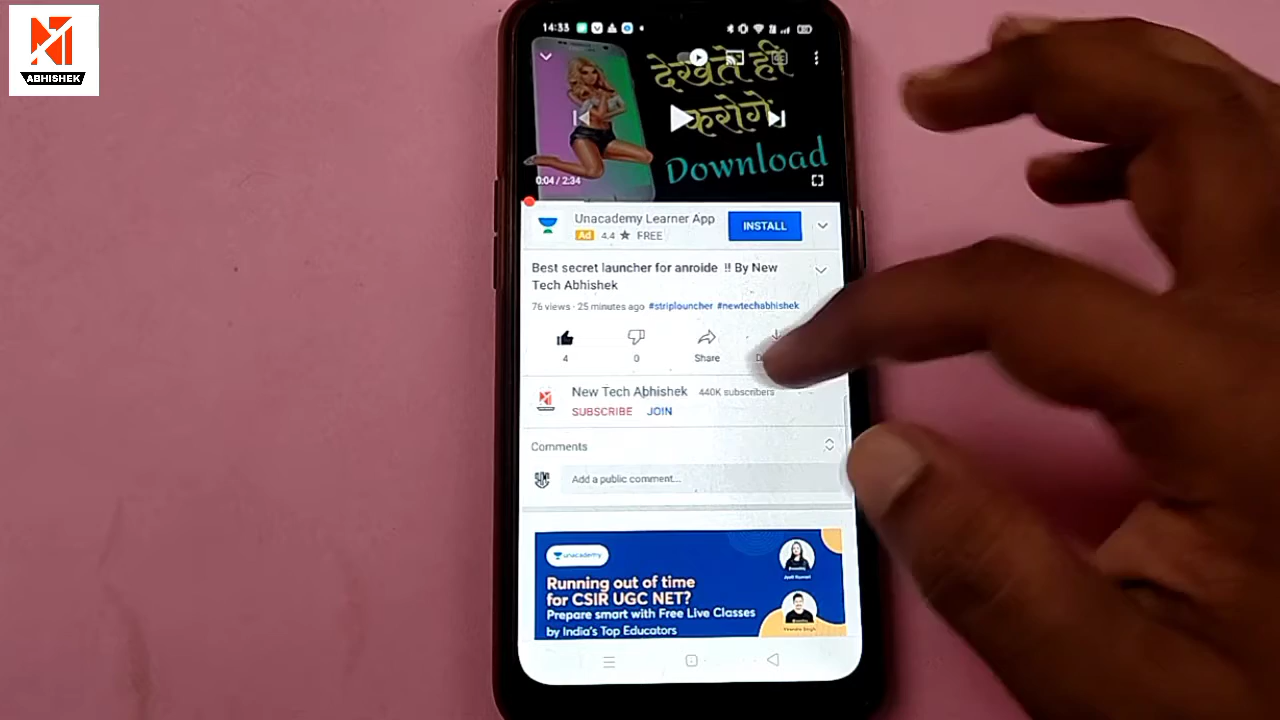 ABHISHEK
14:33
देखते ही
करोगे
Download
0:04 / 2:34
Unacademy Learner App
Ad 4.4 ★ FREE
INSTALL
Best secret launcher for anroide !! By New
Tech Abhishek
76 views · 25 minutes ago #striplouncher #newtechabhishek
4
0
Share
New Tech Abhishek 440K subscribers
SUBSCRIBE JOIN
Comments
Add a public comment...
unacademy
Running out of time
for CSIR UGC NET?
Prepare smart with Free Live Classes
by India's Top Educators